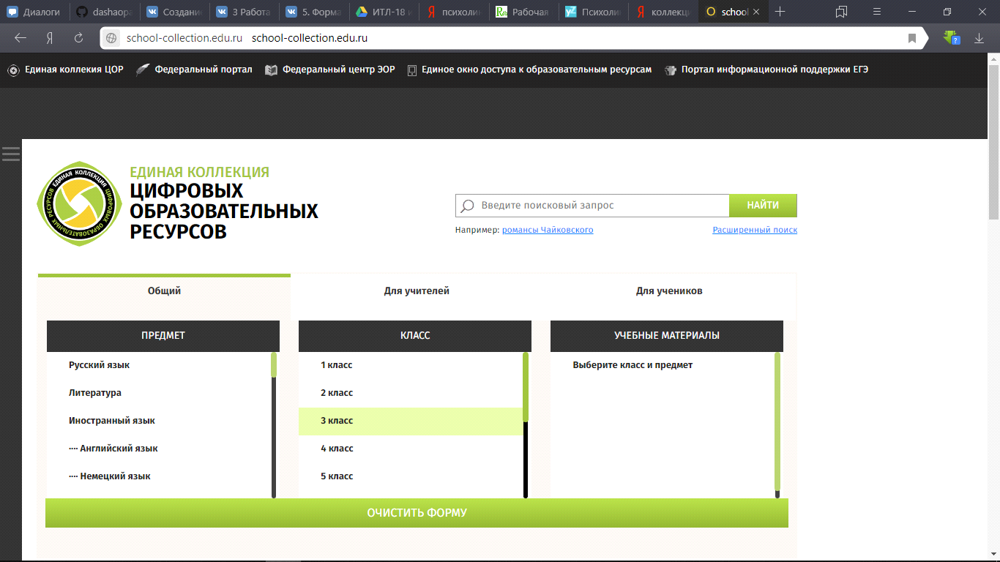 Диалоги
dashaopa
Создани
3 Работа
5. Форма
ИТЛ-18 и
психоли
Рабочая
Психоли
коллекц
school
school-collection.edu.ru school-collection.edu.ru
Единая коллекия ЦОР
Федеральный портал
Федеральный центр ЭОР
Единое окно доступа к образовательным ресурсам
Портал информационной поддержки ЕГЭ
ЕДИНАЯ КОЛЛЕКЦИЯ ЦИФРОВЫХ ОБРАЗОВАТЕЛЬНЫХ РЕСУРСОВ
ЕДИНАЯ КОЛЛЕКЦИЯ
ЦИФРОВЫХ
ОБРАЗОВАТЕЛЬНЫХ
РЕСУРСОВ
Введите поисковый запрос
НАЙТИ
Например: романсы Чайковского
Расширенный поиск
Общий
Для учителей
Для учеников
ПРЕДМЕТ
Русский язык
Литература
Иностранный язык
···· Английский язык
···· Немецкий язык
КЛАСС
1 класс
2 класс
3 класс
4 класс
5 класс
УЧЕБНЫЕ МАТЕРИАЛЫ
Выберите класс и предмет
ОЧИСТИТЬ ФОРМУ